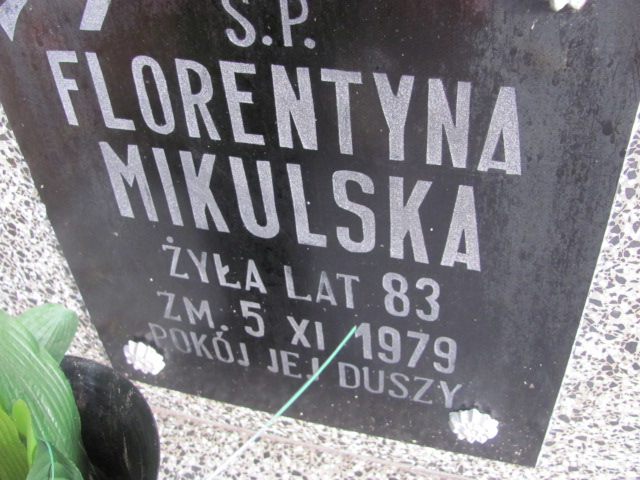 Ś.P.
FLORENTYNA
MIKULSKA
ŻYŁA LAT 83
ZM. 5 XI 1979
POKÓJ JEJ DUSZY